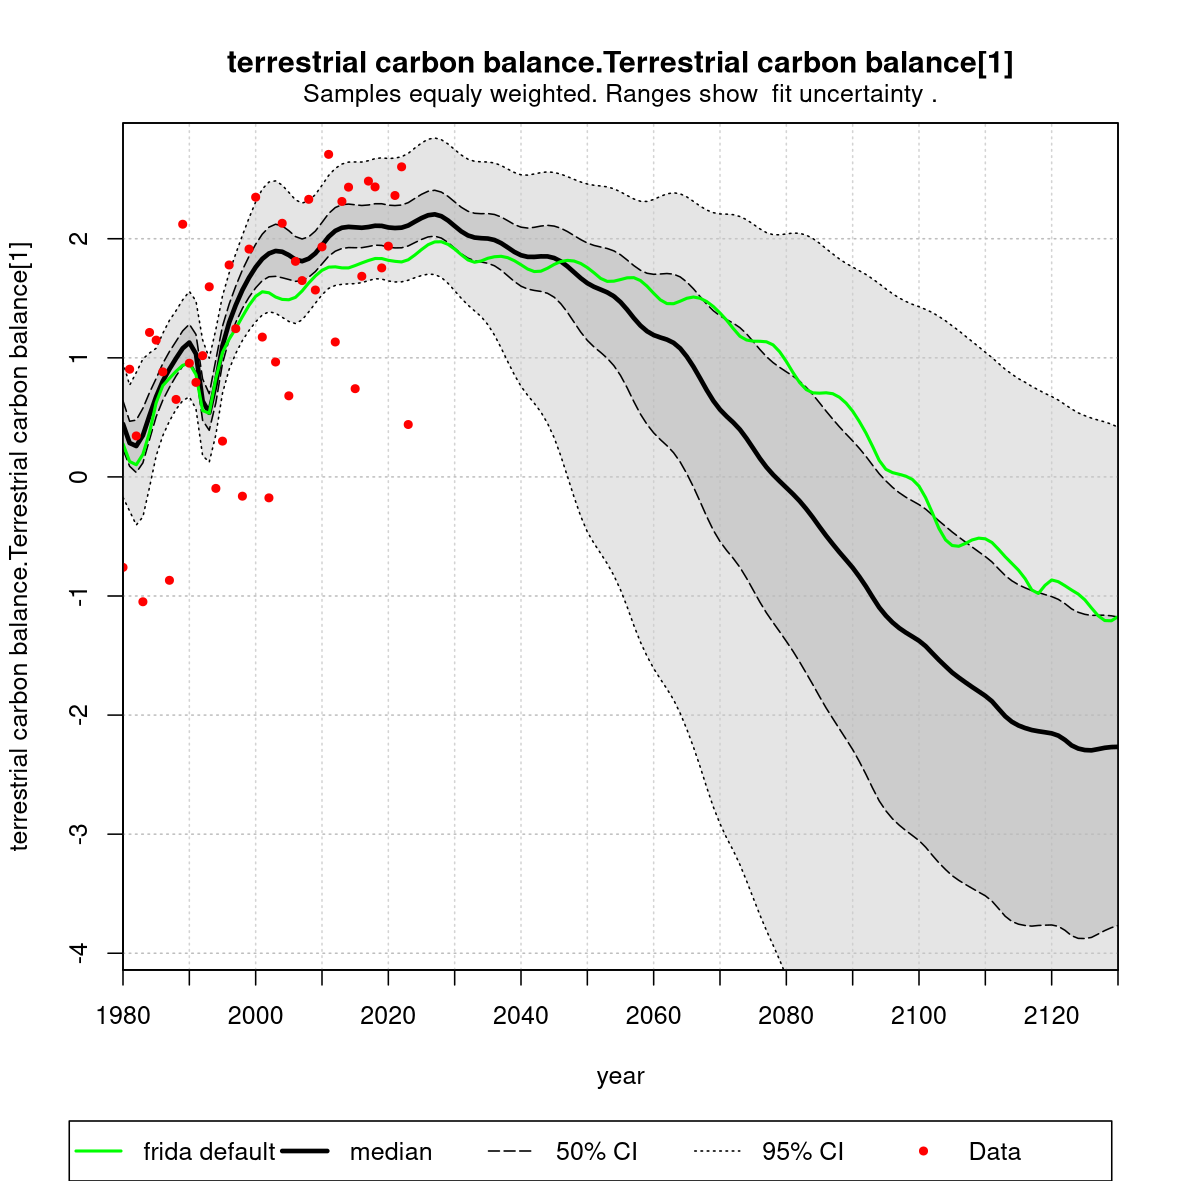 terrestrial carbon balance.Terrestrial carbon balance[1]
Samples equaly weighted. Ranges show  fit uncertainty .
terrestrial carbon balance.Terrestrial carbon balance[1]
2
1
0
-1
-2
-3
-4
1980 2000 2020 2040 2060 2080 2100 2120
year
frida default median 50% CI 95% CI Data